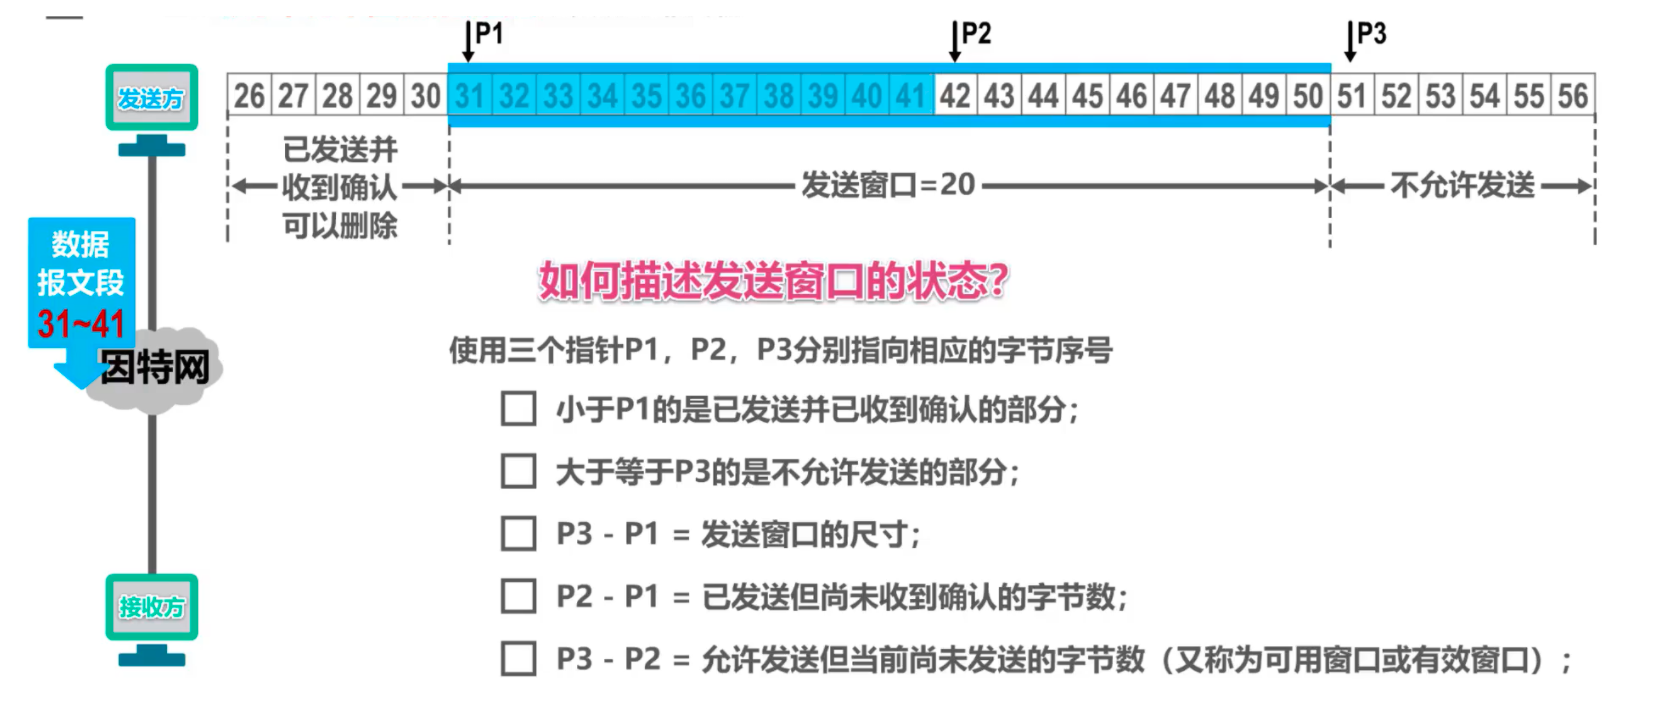 P1
P2
P3
发送方
26 27 28 29 30 31 32 33 34 35 36 37 38 39 40 41 42 43 44 45 46 47 48 49 50 51 52 53 54 55 56
已发送并
收到确认
可以删除
发送窗口=20
不允许发送
数据
报文段
31~41
因特网
接收方
如何描述发送窗口的状态?
使用三个指针P1，P2，P3分别指向相应的字节序号
小于P1的是已发送并已收到确认的部分；
大于等于P3的是不允许发送的部分；
P3 - P1 = 发送窗口的尺寸；
P2 - P1 = 已发送但尚未收到确认的字节数；
P3 - P2 = 允许发送但当前尚未发送的字节数（又称为可用窗口或有效窗口）；